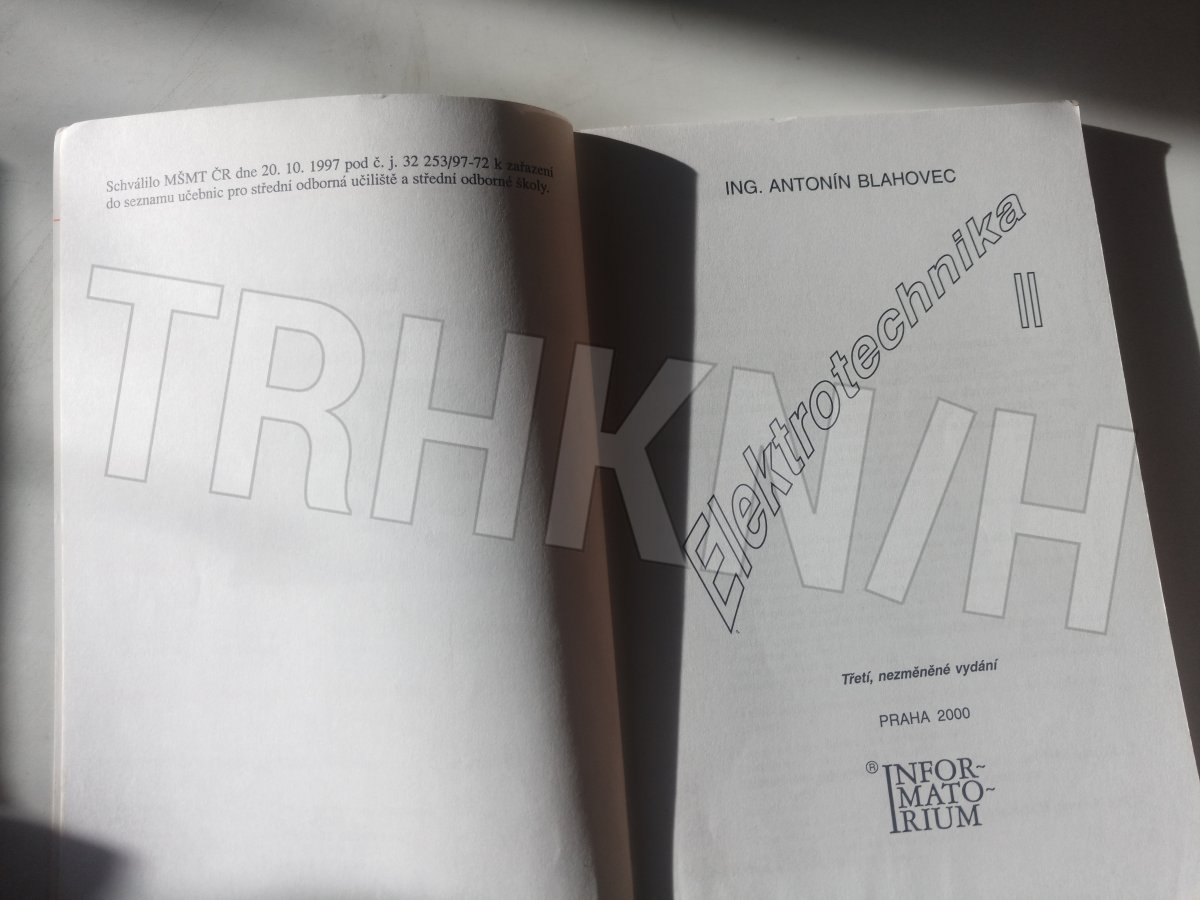 Schválilo MŠMT ČR dne 20. 10. 1997 pod č. j. 32 253/97-72 k zařazení
do seznamu učebnic pro střední odborná učiliště a střední odborné školy.
ING. ANTONÍN BLAHOVEC
Elektrotechnika
II
TRHKN/H
Třetí, nezměněné vydání
PRAHA 2000
® INFOR~
MATO~
RIUM